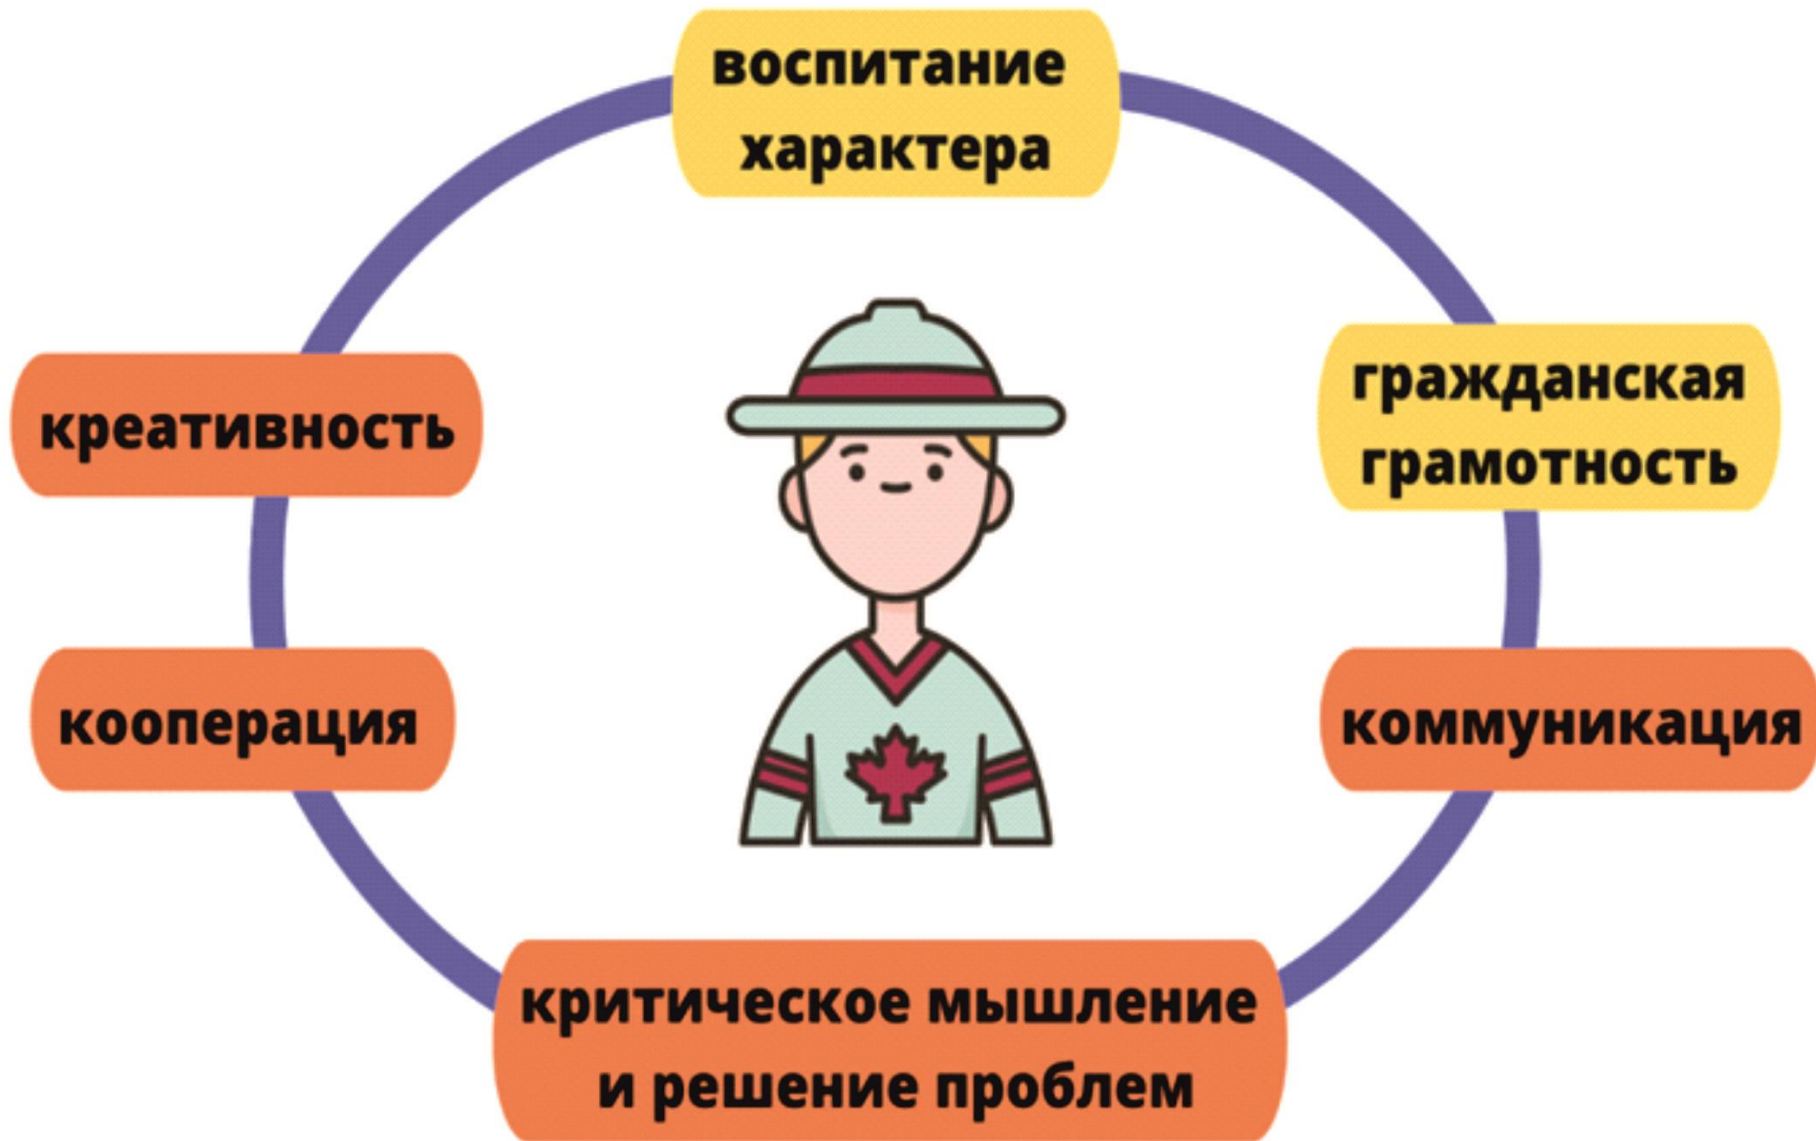 воспитание
характера
креативность
гражданская
грамотность
кооперация
коммуникация
критическое мышление
и решение проблем